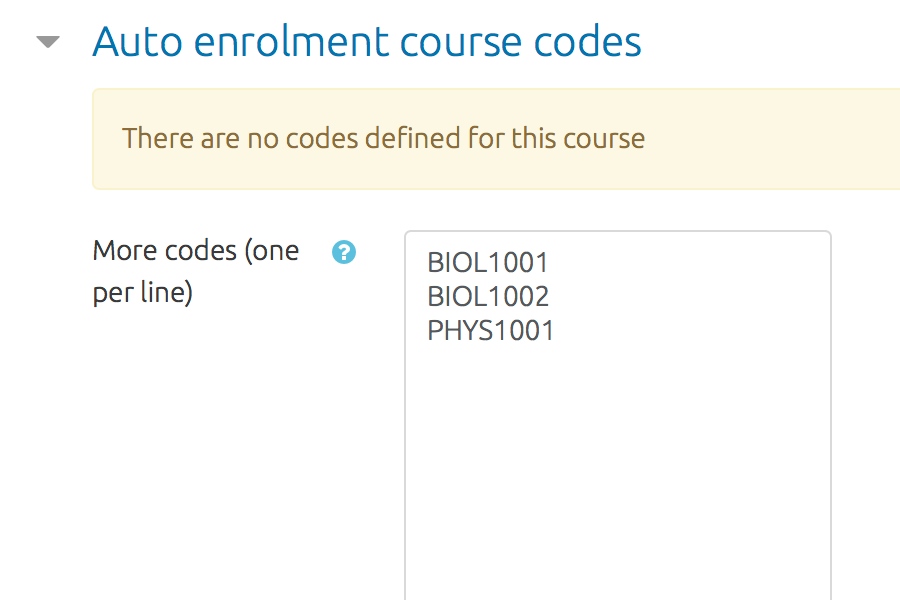 Auto enrolment course codes
There are no codes defined for this course
More codes (one
per line)
?
BIOL1001
BIOL1002
PHYS1001